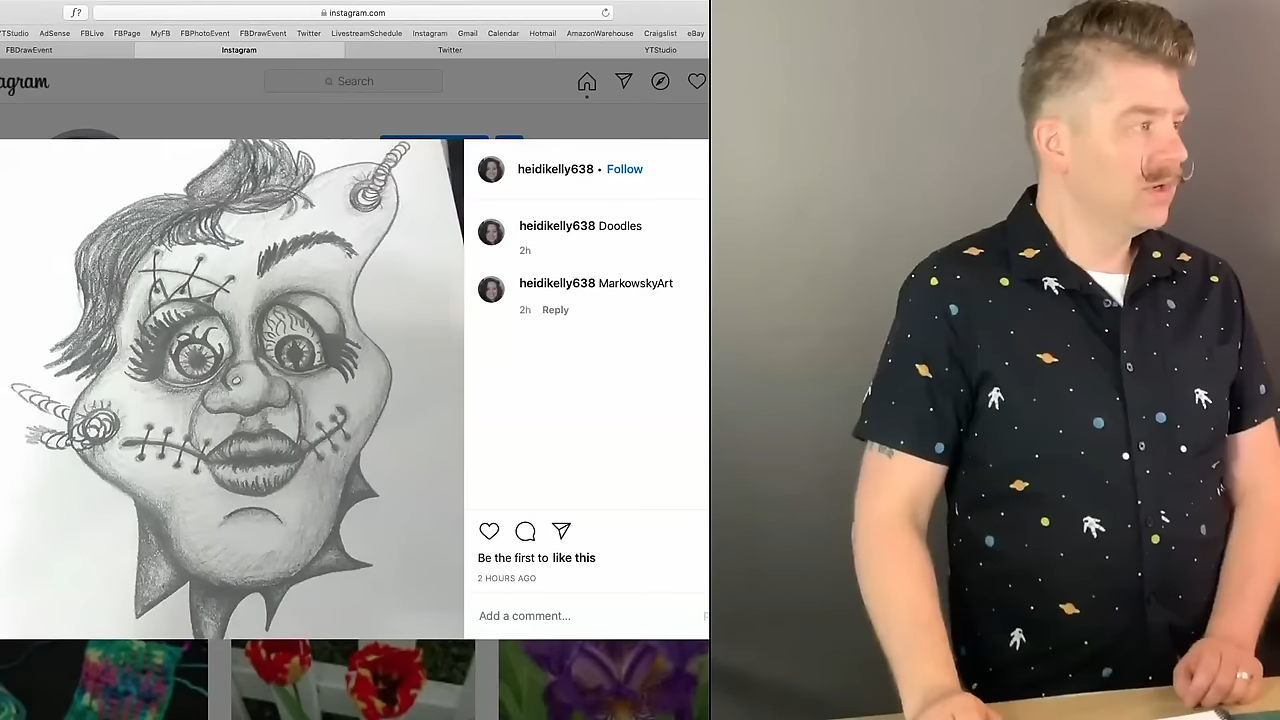 f?
instagram.com
YTStudio AdSense FBLive FBPage MyFB FBPhotoEvent FBDrawEvent Twitter LivestreamSchedule Instagram Gmail Calendar Hotmail AmazonWarehouse Craigslist eBay
FBDrawEvent Instagram Twitter YTStudio
agram
Search
heidikelly638 • Follow
heidikelly638 Doodles
2h
heidikelly638 MarkowskyArt
2h Reply
Be the first to like this
2 HOURS AGO
Add a comment...